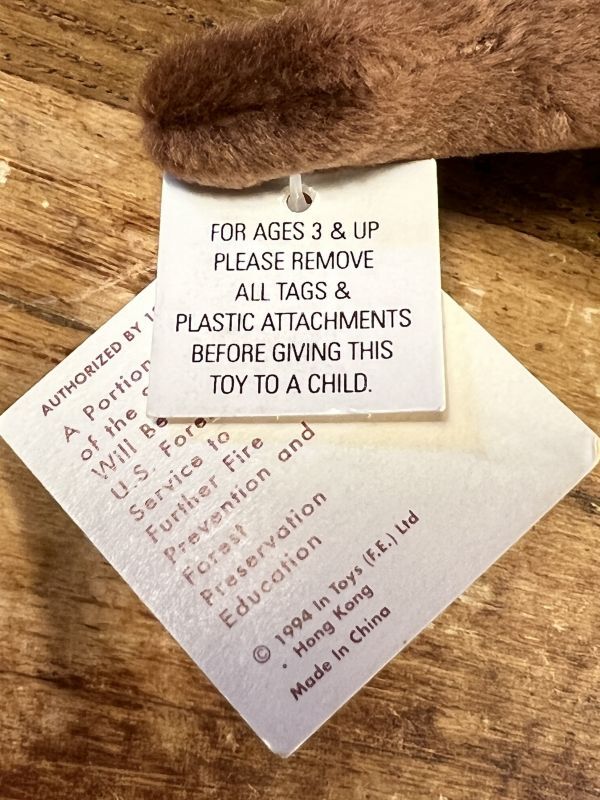 FOR AGES 3 & UP
PLEASE REMOVE
ALL TAGS &
PLASTIC ATTACHMENTS
BEFORE GIVING THIS
TOY TO A CHILD.
AUTHORIZED BY
A Portion
of the
Will Be
U.S. Forest
Service to
Further Fire
Prevention and
Forest
Preservation
Education
© 1994 In Toys (F.E.) Ltd
• Hong Kong
Made In China